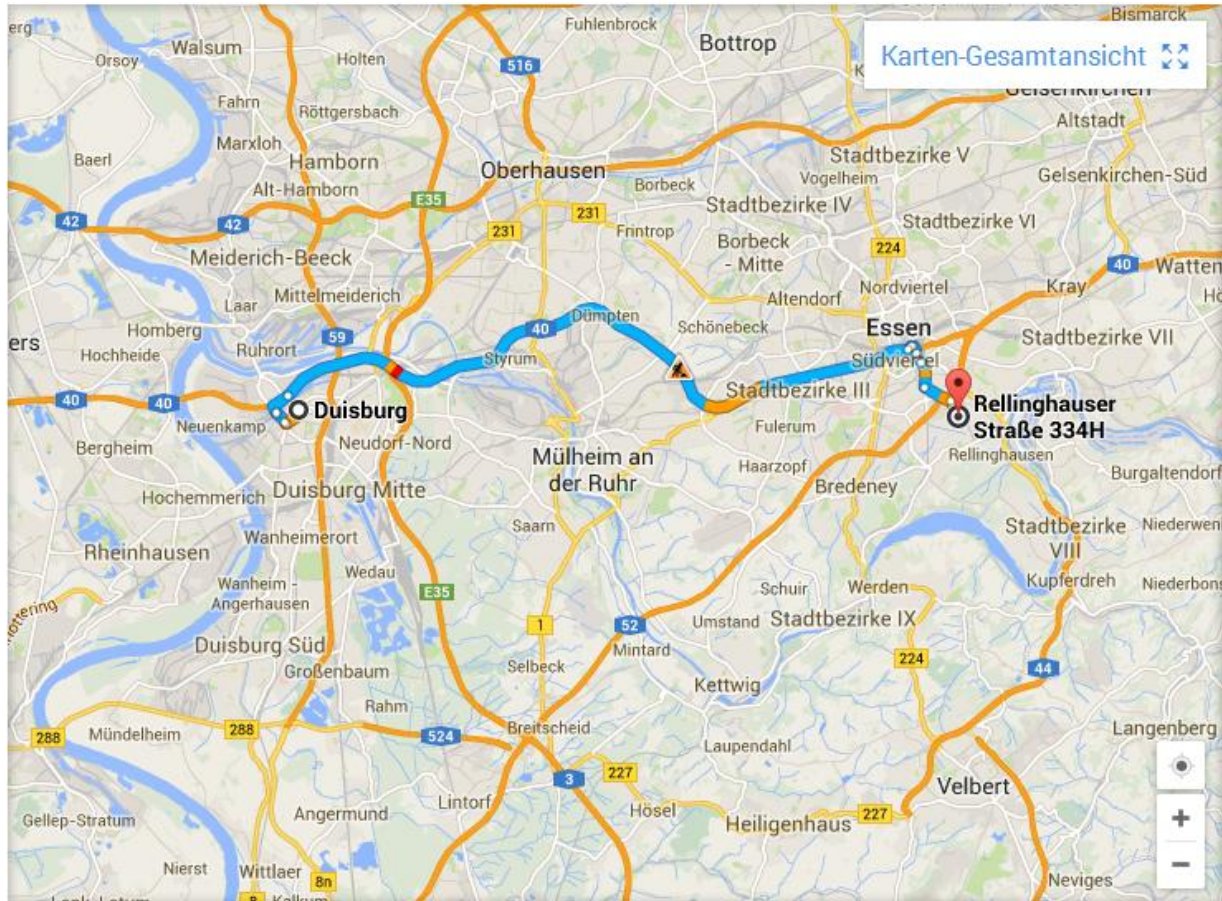 Fuhlenbrock
Bismarck
erg
Walsum
Orsoy
Holten
Bottrop
Karten-Gesamtansicht
516
Gelsenkirchen
Fahrn
Röttgersbach
Altstadt
Marxloh
Baerl
Hamborn
Oberhausen
Stadtbezirke V
Alt-Hamborn
E35
Borbeck
Vogelheim
Gelsenkirchen-Süd
42
42
231
231
Stadtbezirke IV
Stadtbezirke VI
Frintrop
Borbeck
- Mitte
224
Meiderich-Beeck
40
Watten
Laar
Mittelmeiderich
Nordviertel
Kray
Homberg
59
Dümpten
Altendorf
Schönebeck
40
Essen
Stadtbezirke VII
ers
Hochheide
Ruhrort
Styrum
Südviertel
40
40
Duisburg
Stadtbezirke III
Rellinghauser
Straße 334H
Neuenkamp
Fulerum
Bergheim
Neudorf-Nord
Mülheim an
der Ruhr
Rellinghausen
Haarzopf
Burgaltendorf
Hochemmerich
Duisburg Mitte
Bredeney
Saarn
Stadtbezirke
VIII
Niederwen
Wanheimerort
Rheinhausen
Wedau
Wanheim -
Angerhausen
E35
Schuir
Werden
Kupferdreh
Niederbons
1
52
Umstand
Stadtbezirke IX
Duisburg Süd
Mintard
Selbeck
224
44
Großenbaum
Kettwig
Rahm
Breitscheid
Langenberg
288
Mündelheim
288
524
Laupendahl
3
227
Velbert
Lintorf
Angermund
Hösel
Heiligenhaus
227
Gellep-Stratum
Nierst
Wittlaer
8n
Neviges
8
Kalkum
+
−